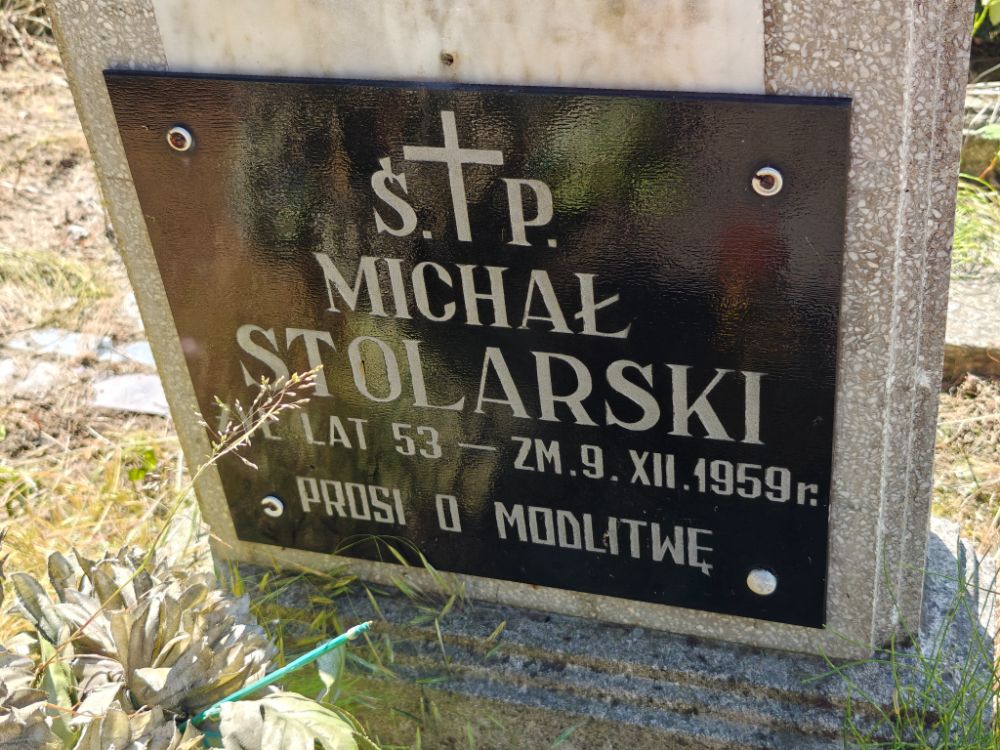 Ś. P.
MICHAŁ
STOLARSKI
LAT 53 — ZM. 9. XII. 1959 r.
PROSI O MODLITWĘ